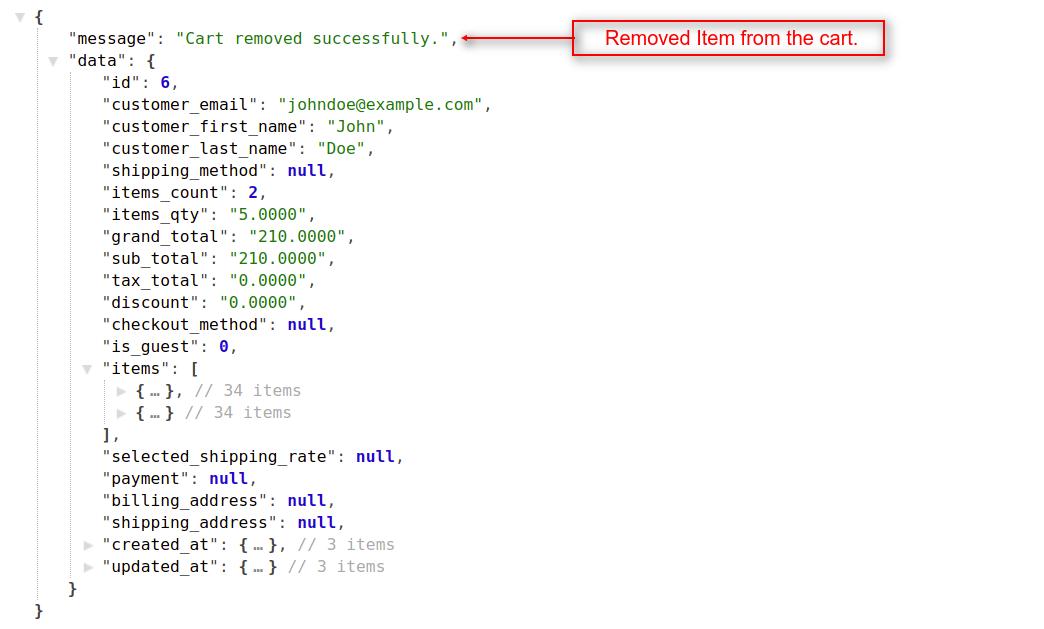 {
"message": "Cart removed successfully.", Removed Item from the cart.
"data": {
"id": 6,
"customer_email": "johndoe@example.com",
"customer_first_name": "John",
"customer_last_name": "Doe",
"shipping_method": null,
"items_count": 2,
"items_qty": "5.0000",
"grand_total": "210.0000",
"sub_total": "210.0000",
"tax_total": "0.0000",
"discount": "0.0000",
"checkout_method": null,
"is_guest": 0,
"items": [
{ … }, // 34 items
{ … } // 34 items
],
"selected_shipping_rate": null,
"payment": null,
"billing_address": null,
"shipping_address": null,
"created_at": { … }, // 3 items
"updated_at": { … } // 3 items
}
}